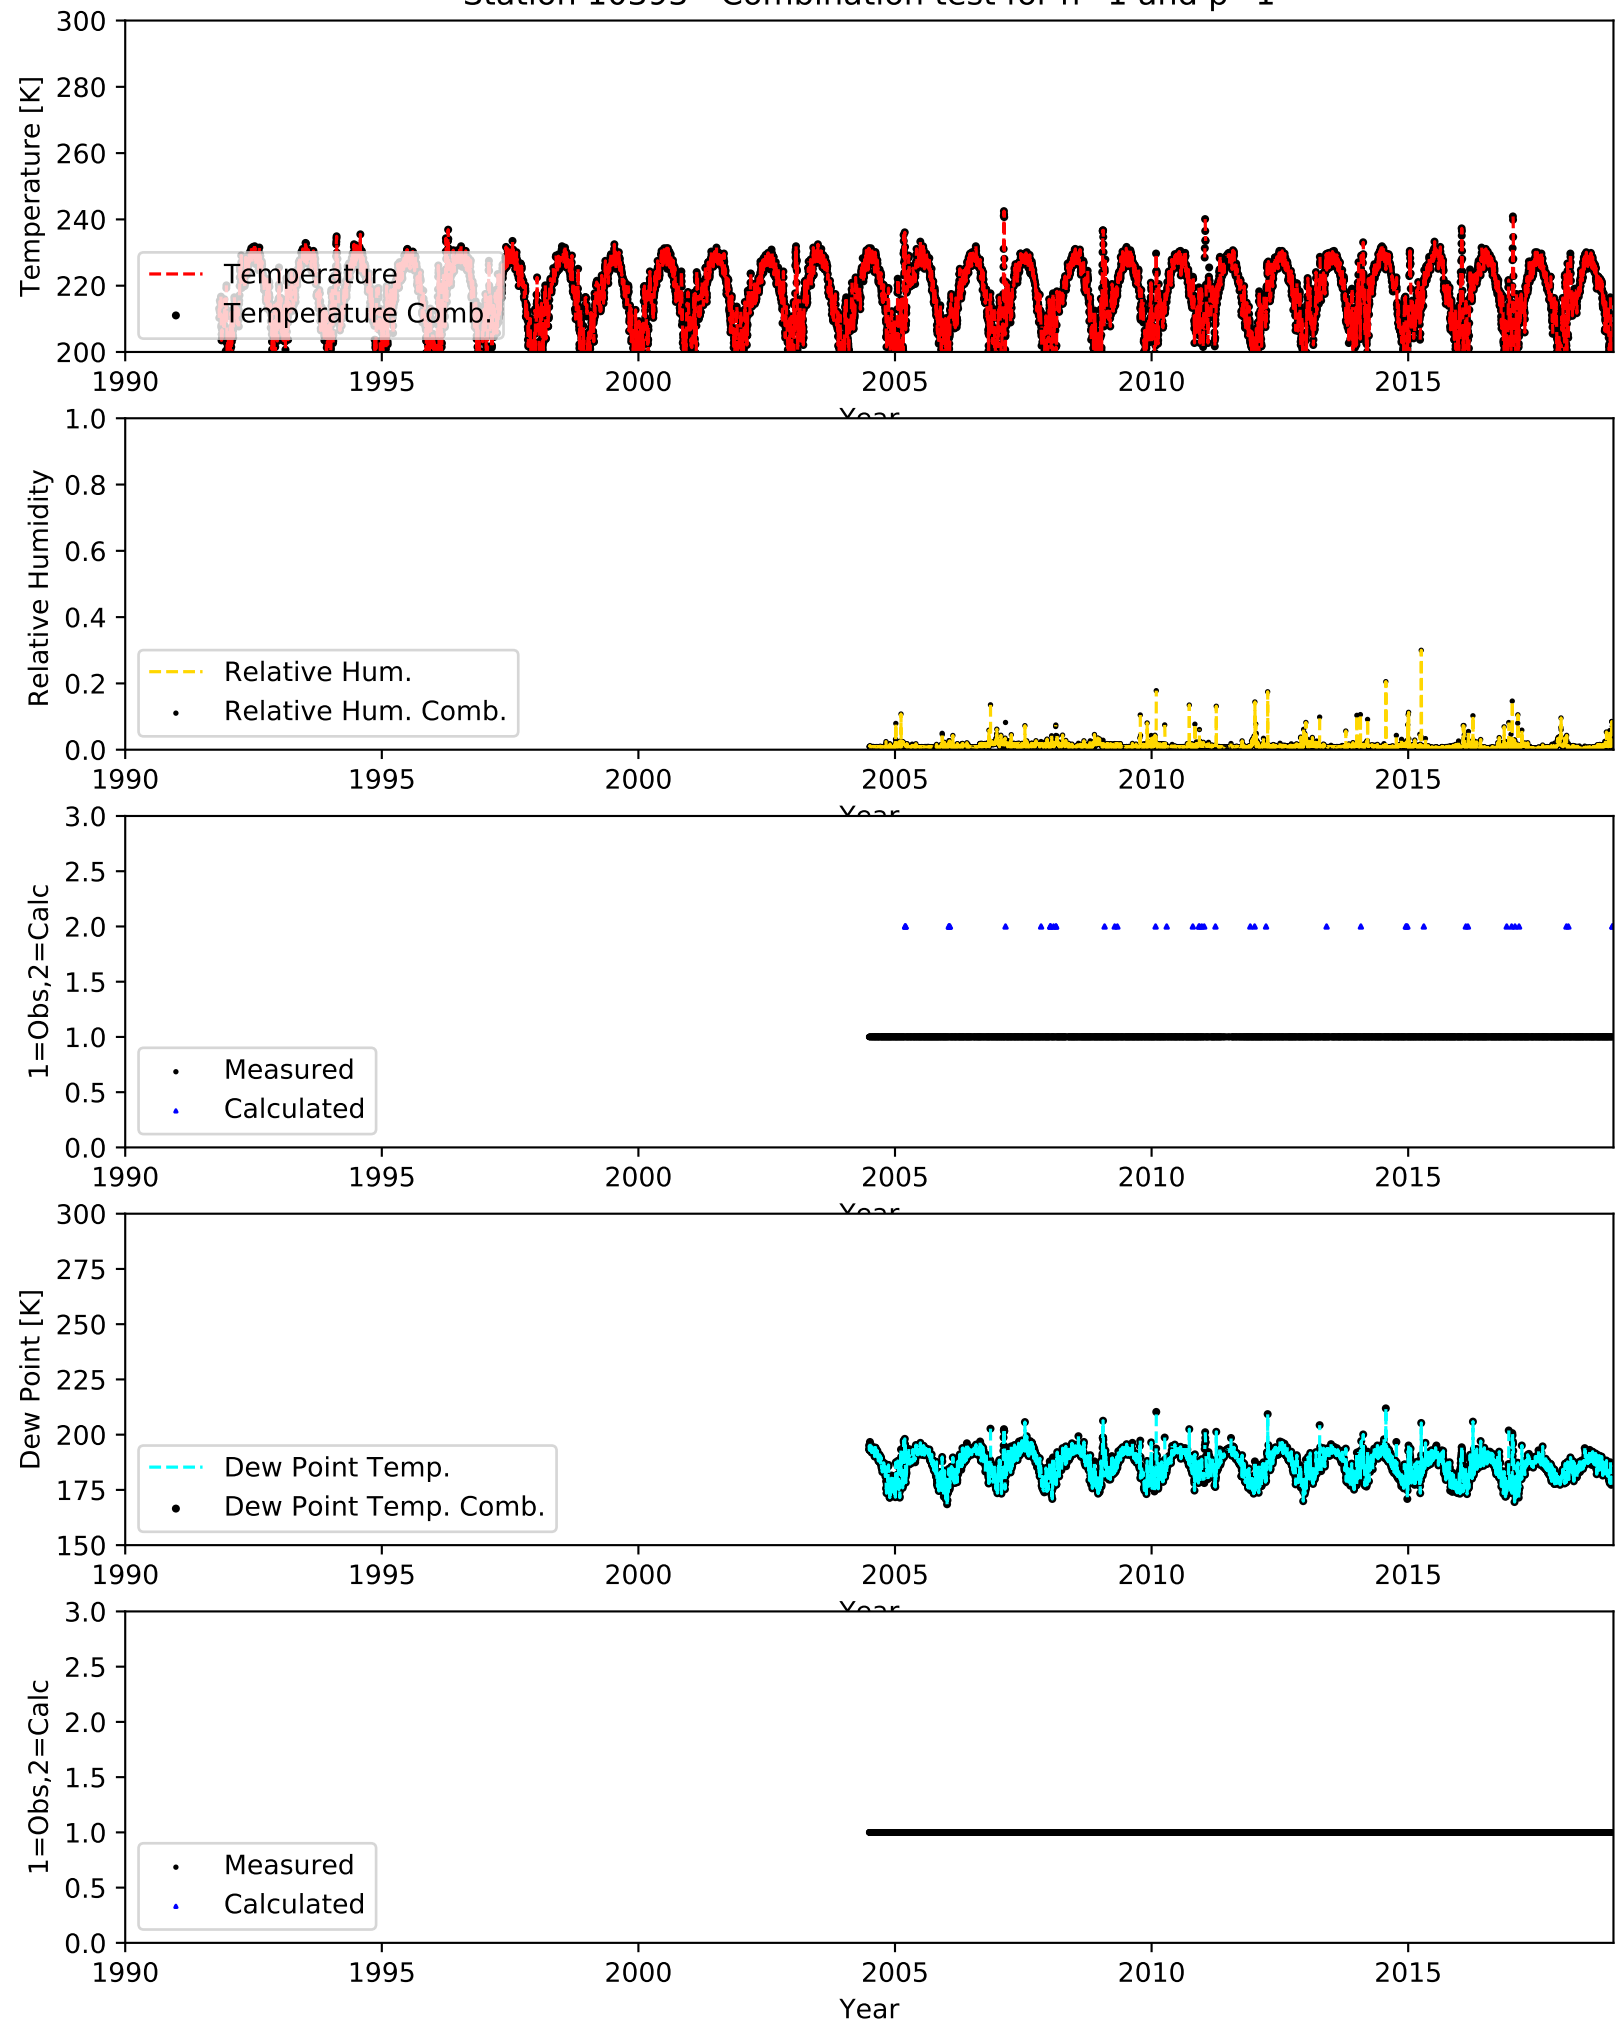 300
280
260
240
220
200
Temperature [K]
Temperature
Temperature Comb.
1990 1995 2000 2005 2010 2015
Year
1.0
0.8
0.6
0.4
0.2
0.0
Relative Humidity
Relative Hum.
Relative Hum. Comb.
1990 1995 2000 2005 2010 2015
Year
3.0
2.5
2.0
1.5
1.0
0.5
0.0
1=Obs,2=Calc
Measured
Calculated
1990 1995 2000 2005 2010 2015
Year
300
275
250
225
200
175
150
Dew Point [K]
Dew Point Temp.
Dew Point Temp. Comb.
1990 1995 2000 2005 2010 2015
Year
3.0
2.5
2.0
1.5
1.0
0.5
0.0
1=Obs,2=Calc
Measured
Calculated
1990 1995 2000 2005 2010 2015
Year